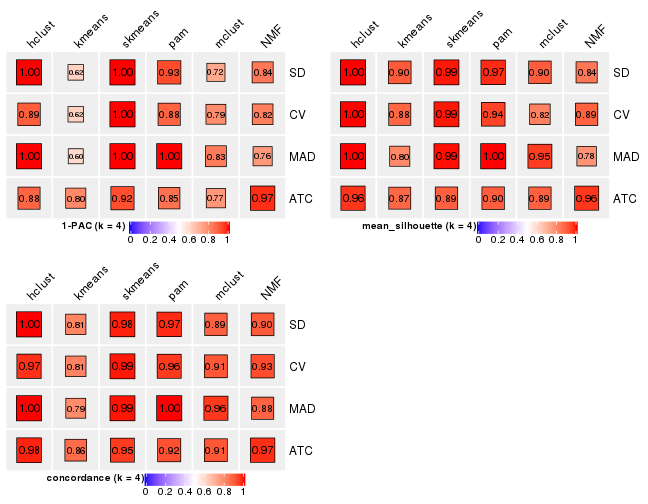 hclust kmeans skmeans pam mclust NMF
1.00 0.62 1.00 0.93 0.72 0.84 SD
0.89 0.62 1.00 0.88 0.79 0.82 CV
1.00 0.60 1.00 1.00 0.83 0.76 MAD
0.88 0.80 0.92 0.85 0.77 0.97 ATC
1-PAC (k = 4)
0 0.2 0.4 0.6 0.8 1
hclust kmeans skmeans pam mclust NMF
1.00 0.90 0.99 0.97 0.90 0.84 SD
1.00 0.88 0.99 0.94 0.82 0.89 CV
1.00 0.80 0.99 1.00 0.95 0.78 MAD
0.96 0.87 0.89 0.90 0.89 0.96 ATC
mean_silhouette (k = 4)
0 0.2 0.4 0.6 0.8 1
hclust kmeans skmeans pam mclust NMF
1.00 0.81 0.98 0.97 0.89 0.90 SD
0.97 0.81 0.99 0.96 0.91 0.93 CV
1.00 0.79 0.99 1.00 0.96 0.88 MAD
0.98 0.86 0.95 0.92 0.91 0.97 ATC
concordance (k = 4)
0 0.2 0.4 0.6 0.8 1